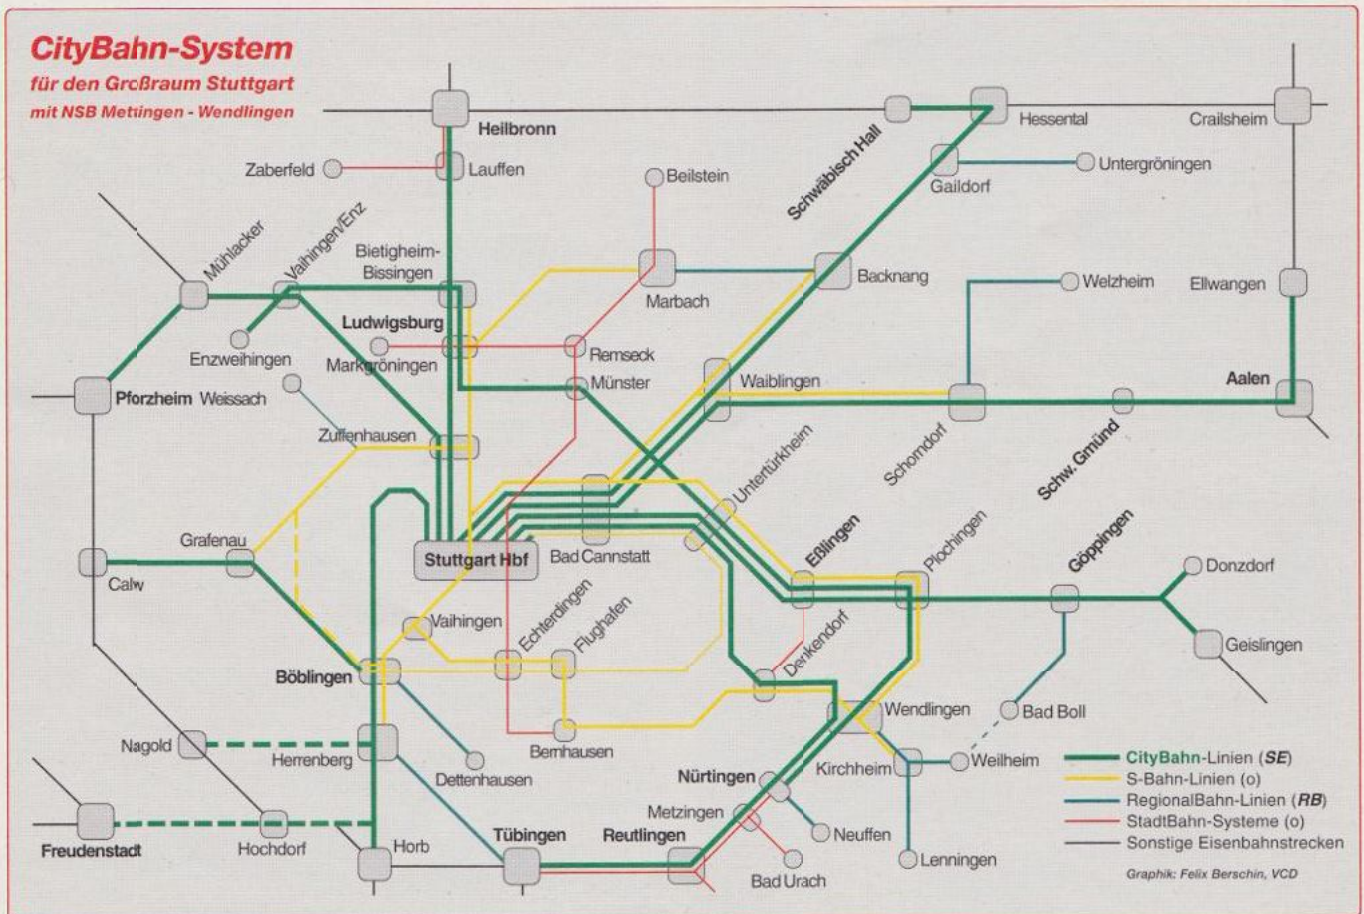 CityBahn-System
für den Großraum Stuttgart
mit NSB Mettingen - Wendlingen
Heilbronn
Schwäbisch Hall
Hessental
Crailsheim
Zaberfeld
Lauffen
Beilstein
Gaildorf
Untergröningen
Mühlacker
Vaihingen/Enz
Bietigheim-
Bissingen
Marbach
Backnang
Welzheim
Ellwangen
Enzweihingen
Ludwigsburg
Markgröningen
Remseck
Münster
Waiblingen
Aalen
Pforzheim
Weissach
Zuffenhausen
Untertürkheim
Schorndorf
Schw. Gmünd
Grafenau
Calw
Stuttgart Hbf
Bad Cannstatt
Eßlingen
Plochingen
Göppingen
Donzdorf
Geislingen
Vaihingen
Echterdingen
Flughafen
Denkendorf
Böblingen
Wendlingen
Bad Boll
Nagold
Herrenberg
Dettenhausen
Bernhausen
Nürtingen
Kirchheim
Weilheim
Metzingen
Neuffen
Lenningen
Freudenstadt
Hochdorf
Horb
Tübingen
Reutlingen
Bad Urach
CityBahn-Linien (SE)
S-Bahn-Linien (o)
RegionalBahn-Linien (RB)
StadtBahn-Systeme (o)
Sonstige Eisenbahnstrecken
Graphik: Felix Berschin, VCD